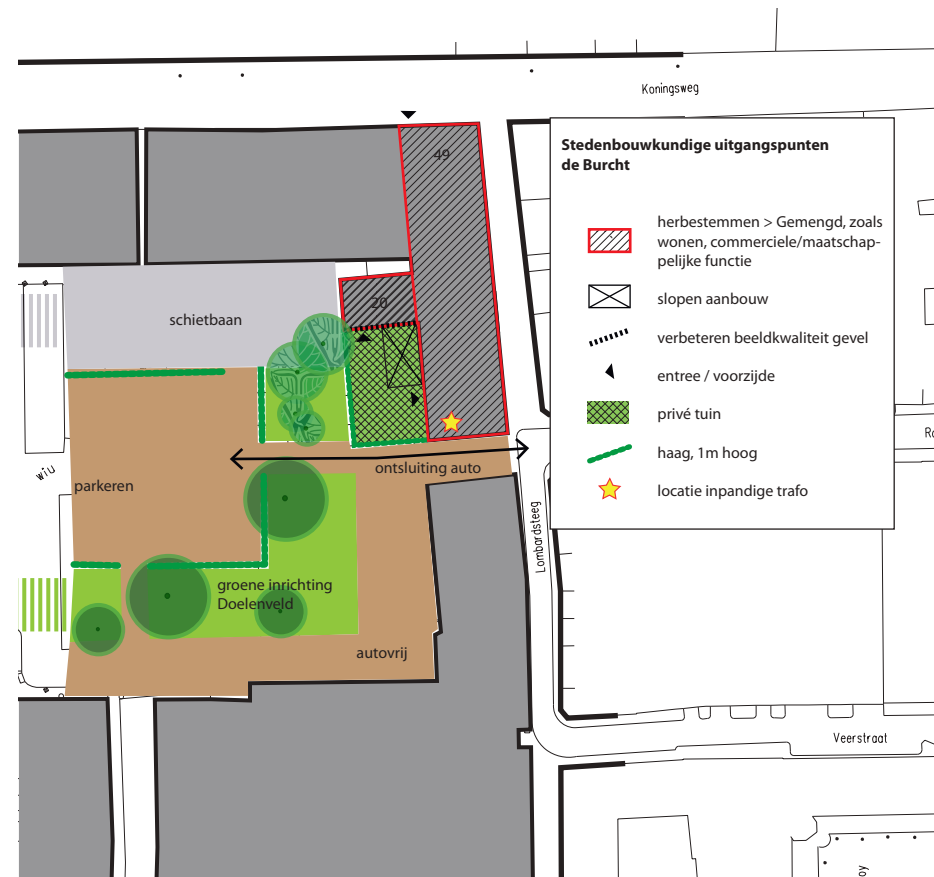 Koningsweg
49
20
schietbaan
wiu
parkeren
ontsluiting auto
groene inrichting
Doelenveld
autovrij
Lombardsteeg
Veerstraat
Stedenbouwkundige uitgangspunten
de Burcht
herbestemmen > Gemengd, zoals
wonen, commerciele/maatschap-
pelijke functie
slopen aanbouw
verbeteren beeldkwaliteit gevel
entree / voorzijde
privé tuin
haag, 1m hoog
locatie inpandige trafo